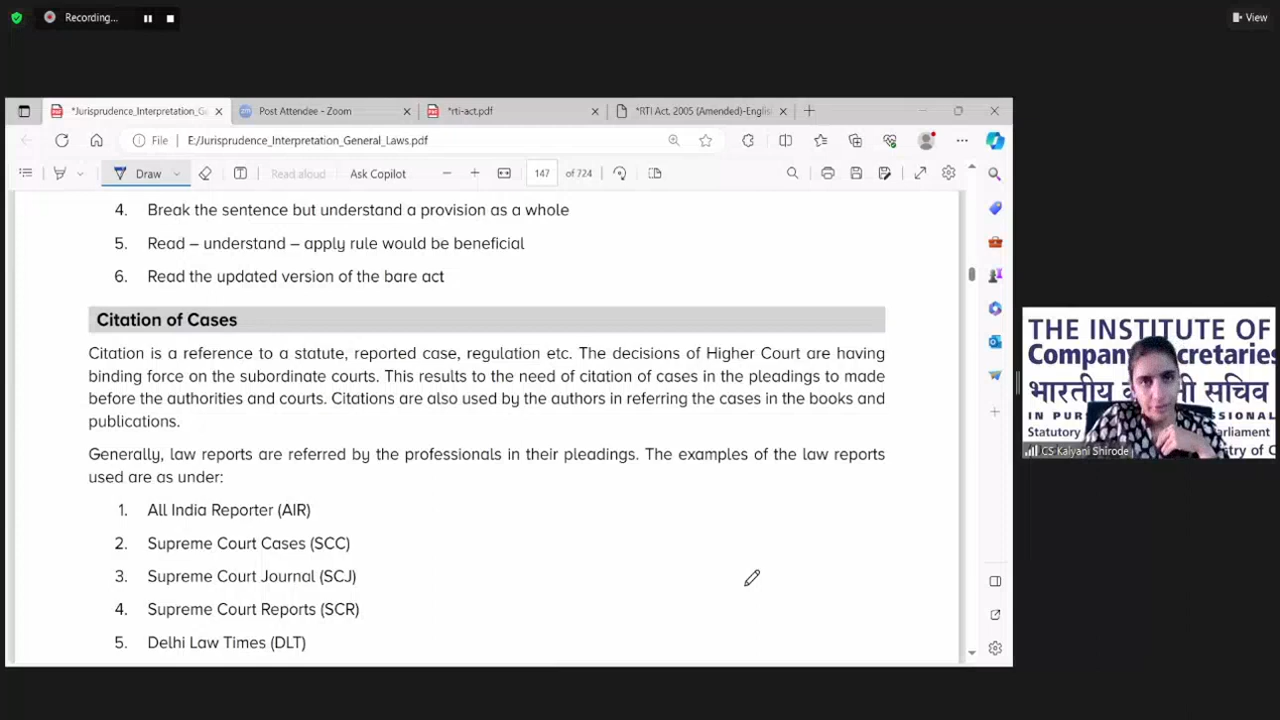 Recording...
View
*Jurisprudence_Interpretation_G
Post Attendee - Zoom
*rti-act.pdf
*RTI Act, 2005 (Amended)-Englis
File
E:/Jurisprudence_Interpretation_General_Laws.pdf
Draw
Read aloud
Ask Copilot
147 of 724
4. Break the sentence but understand a provision as a whole
5. Read – understand – apply rule would be beneficial
6. Read the updated version of the bare act
Citation of Cases
Citation is a reference to a statute, reported case, regulation etc. The decisions of Higher Court are having
binding force on the subordinate courts. This results to the need of citation of cases in the pleadings to made
before the authorities and courts. Citations are also used by the authors in referring the cases in the books and
publications.
Generally, law reports are referred by the professionals in their pleadings. The examples of the law reports
used are as under:
1. All India Reporter (AIR)
2. Supreme Court Cases (SCC)
3. Supreme Court Journal (SCJ)
4. Supreme Court Reports (SCR)
5. Delhi Law Times (DLT)
THE INSTITUTE OF
Company
भारतीय सचिव
IN PUR
Statutory
CS Kalyani Shirode